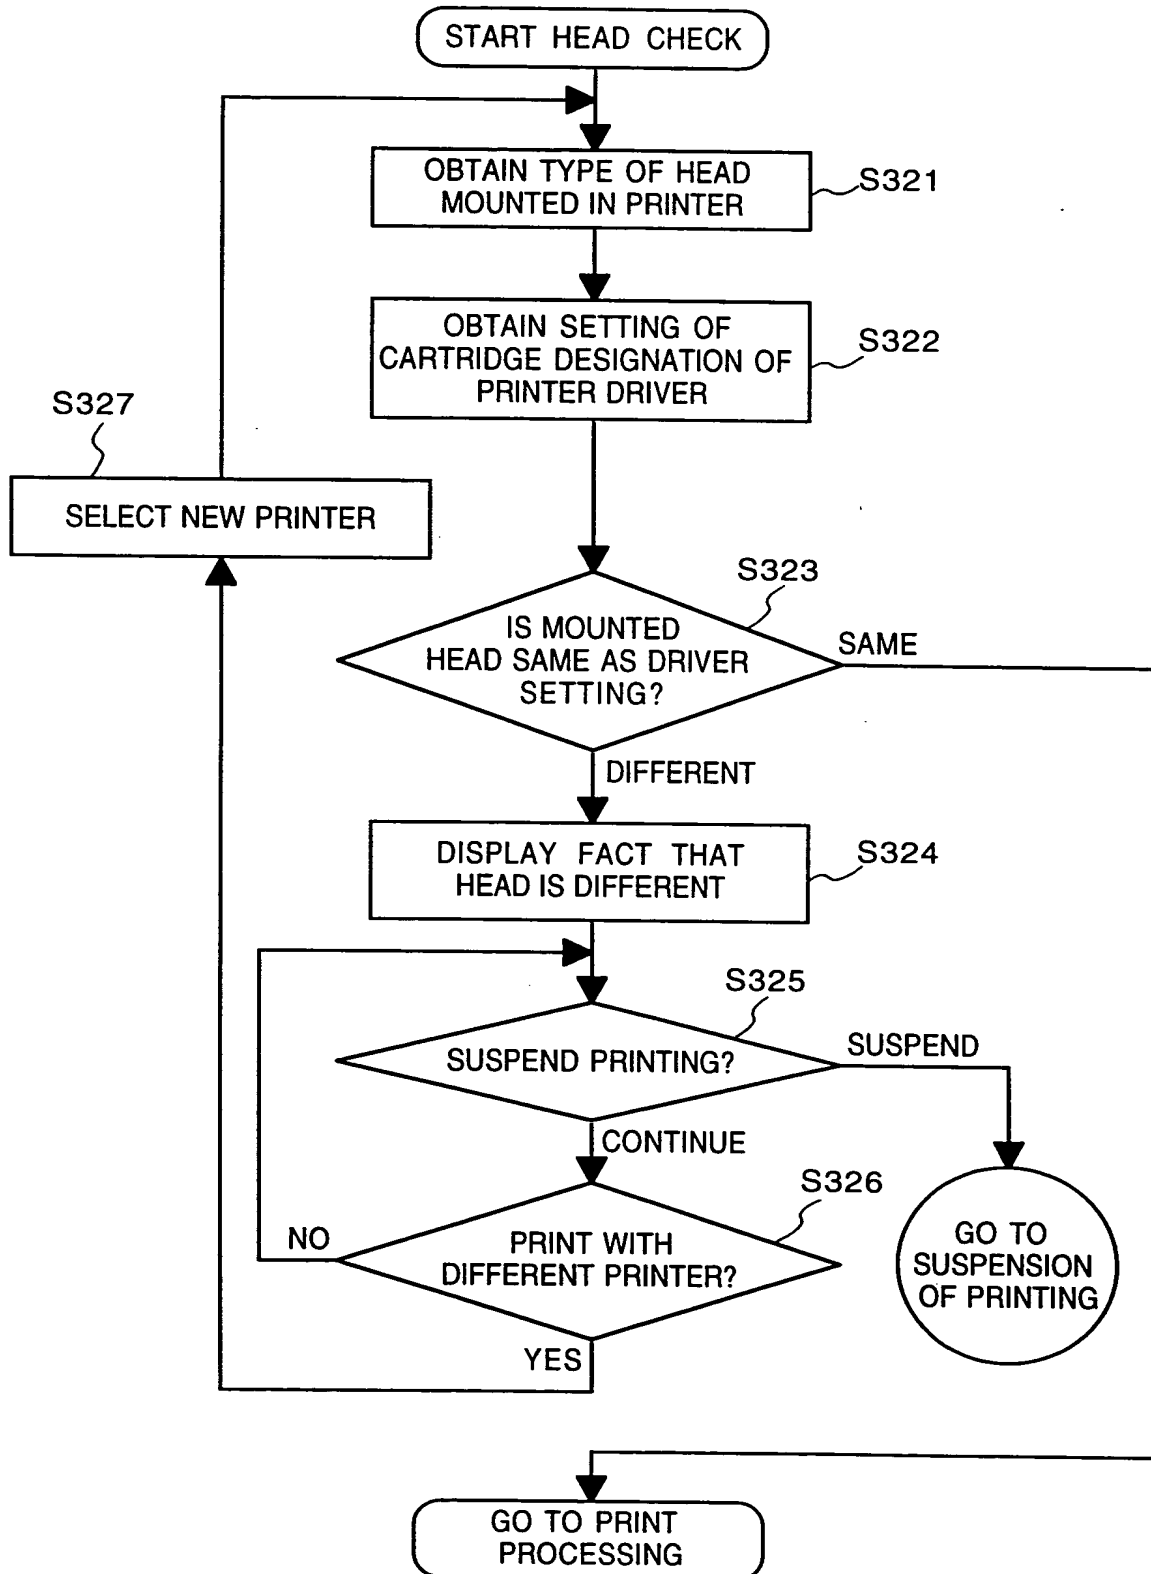 START HEAD CHECK
OBTAIN TYPE OF HEAD
MOUNTED IN PRINTER
S321
OBTAIN SETTING OF
CARTRIDGE DESIGNATION OF
PRINTER DRIVER
S322
S327
SELECT NEW PRINTER
S323
IS MOUNTED
HEAD SAME AS DRIVER
SETTING?
SAME
DIFFERENT
DISPLAY FACT THAT
HEAD IS DIFFERENT
S324
S325
SUSPEND PRINTING?
SUSPEND
CONTINUE
S326
NO
PRINT WITH
DIFFERENT PRINTER?
GO TO
SUSPENSION
OF PRINTING
YES
GO TO PRINT
PROCESSING